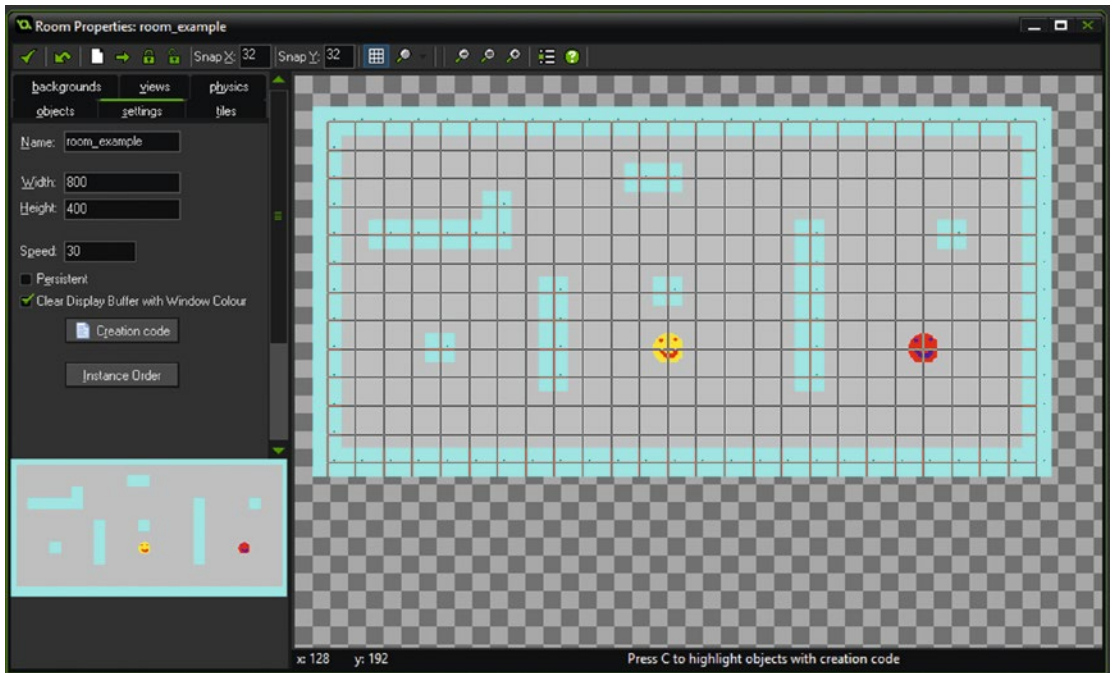 Room Properties: room_example
Snap X: 32 Snap Y: 32
backgrounds views physics
objects settings tiles
Name: room_example
Width: 800
Height: 400
Speed: 30
Persistent
Clear Display Buffer with Window Colour
Creation code
Instance Order
x: 128 y: 192 Press C to highlight objects with creation code